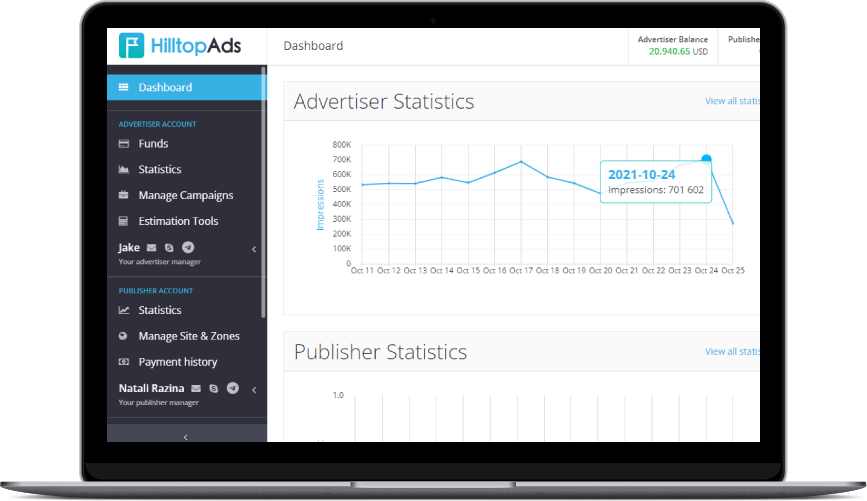 HilltopAds
Dashboard
Advertiser Balance
20.940.65 USD
Publishe
Dashboard
ADVERTISER ACCOUNT
Funds
Statistics
Manage Campaigns
Estimation Tools
Jake
Your advertiser manager
PUBLISHER ACCOUNT
Statistics
Manage Site & Zones
Payment history
Natali Razina
Your publisher manager
Advertiser Statistics
View all statis
800K
700K
600K
500K
400K
300K
200K
100K
0
Impressions
2021-10-24
Impressions: 701 602
Oct 11 Oct 12 Oct 13 Oct 14 Oct 15 Oct 16 Oct 17 Oct 18 Oct 19 Oct 20 Oct 21 Oct 22 Oct 23 Oct 24 Oct 25
Publisher Statistics
View all statis
1.0